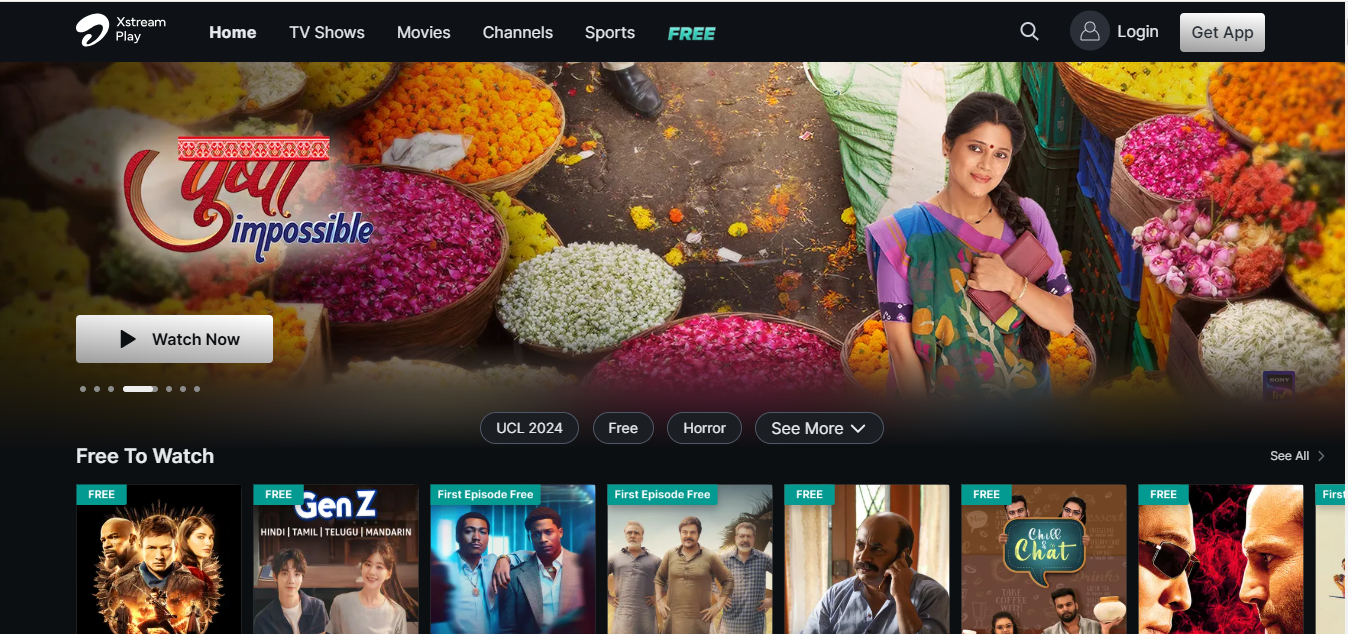 Xstream
Play
Home
TV Shows
Movies
Channels
Sports
FREE
Login
Get App
पुष्पा
impossible
Watch Now
SONY
UCL 2024
Free
Horror
See More
Free To Watch
See All
FREE
FREE
First Episode Free
First Episode Free
FREE
FREE
FREE
First
Gen Z
HINDI | TAMIL | TELUGU | MANDARIN
Chill
&
Chat